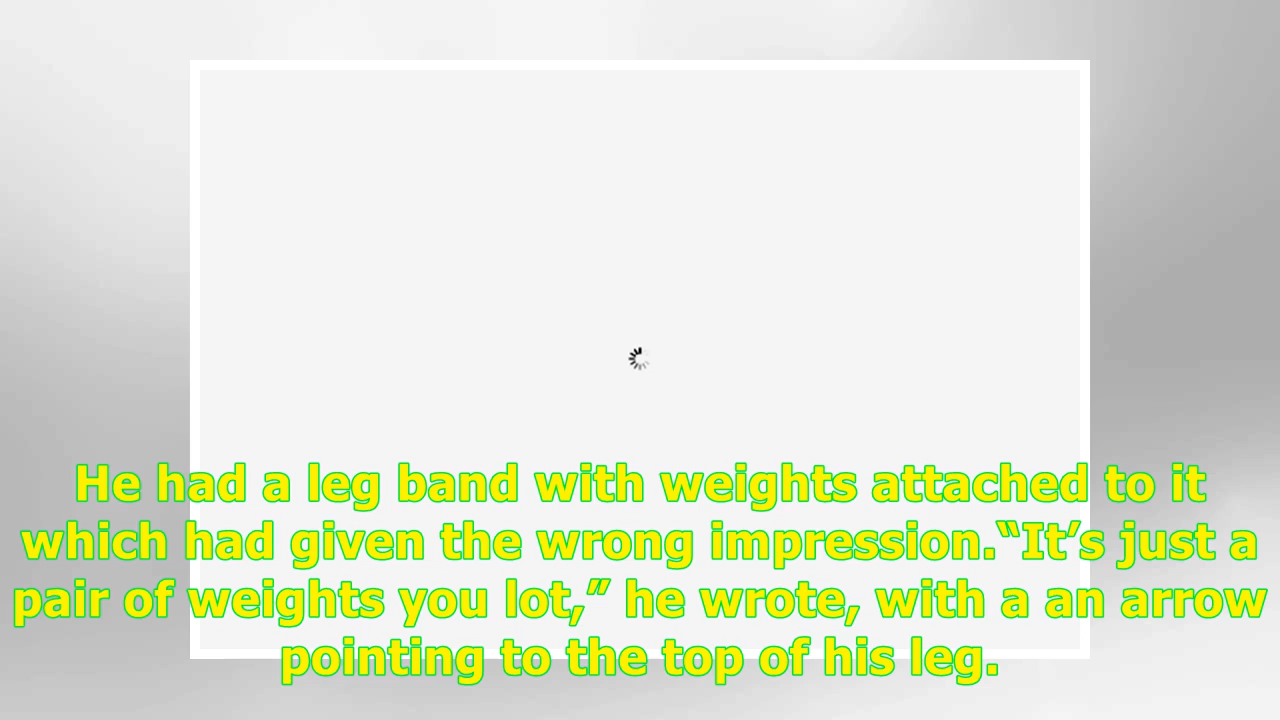 He had a leg band with weights attached to it
which had given the wrong impression.“It’s just a
pair of weights you lot,” he wrote, with a an arrow
pointing to the top of his leg.